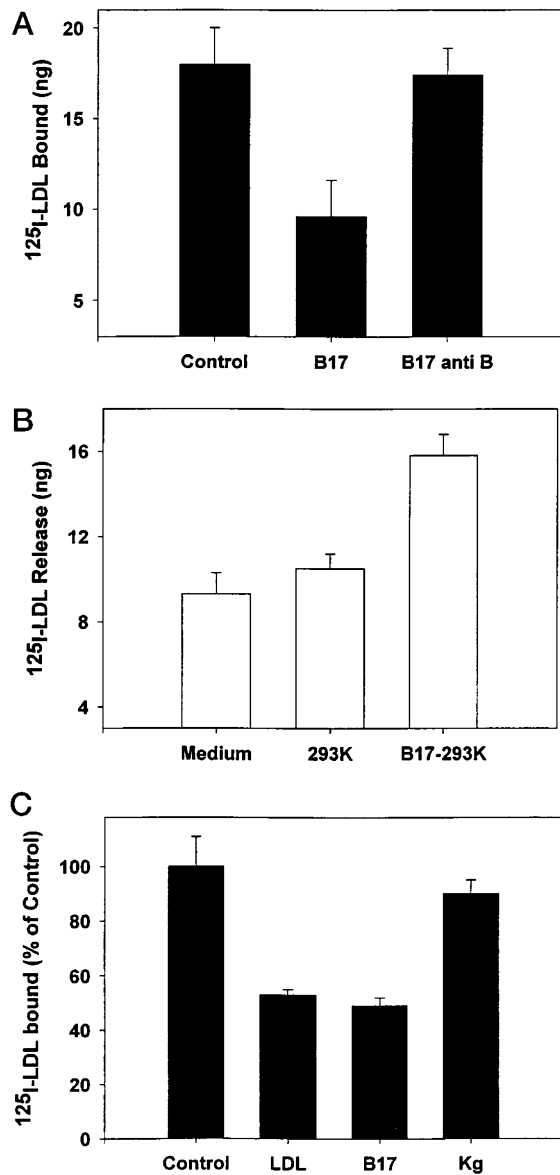 A
125I-LDL Bound (ng)
20
15
10
5
Control B17 B17 anti B
B
125I-LDL Release (ng)
16
12
8
4
Medium 293K B17-293K
C
125I-LDL bound (% of Control)
100
80
60
40
20
0
Control LDL B17 Kg